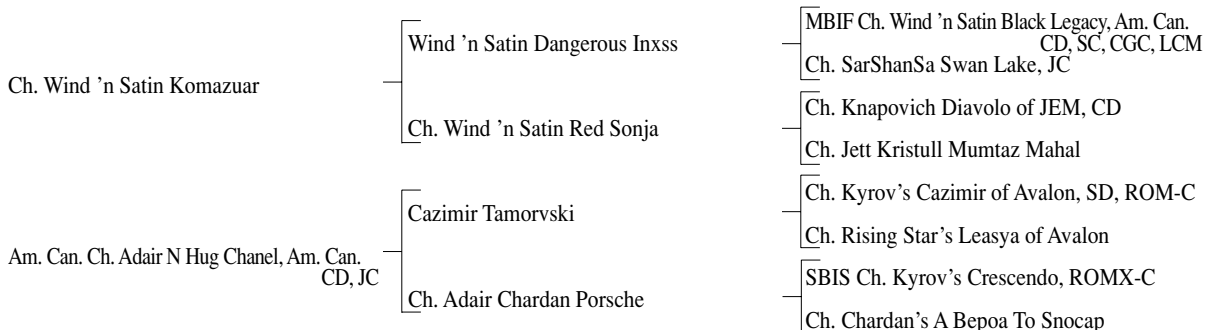 MBIF Ch. Wind ’n Satin Black Legacy, Am. Can.
CD, SC, CGC, LCM
Wind ’n Satin Dangerous Inxss
Ch. SarShanSa Swan Lake, JC
Ch. Wind ’n Satin Komazuar
Ch. Knapovich Diavolo of JEM, CD
Ch. Wind ’n Satin Red Sonja
Ch. Jett Kristull Mumtaz Mahal
Ch. Kyrov’s Cazimir of Avalon, SD, ROM-C
Cazimir Tamorvski
Ch. Rising Star’s Leasya of Avalon
Am. Can. Ch. Adair N Hug Chanel, Am. Can.
CD, JC
SBIS Ch. Kyrov’s Crescendo, ROMX-C
Ch. Adair Chardan Porsche
Ch. Chardan’s A Bepoa To Snocap